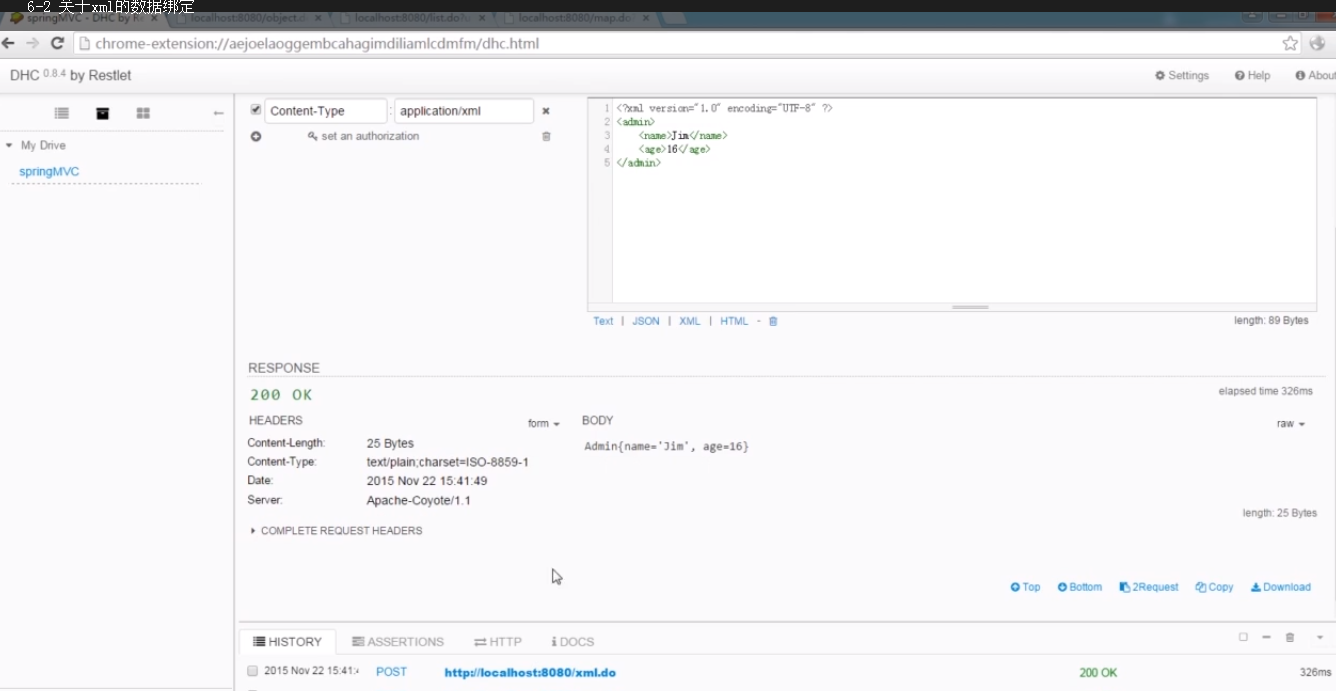 6-2 关于xml的数据绑定
springMVC - DHC by Re
localhost:8080/object.d
localhost:8080/list.do?
localhost:8080/map.do
chrome-extension://aejoelaoggembcahagimdiliamlcdmfm/dhc.html
DHC 0.8.4 by Restlet
Settings
Help
About
My Drive
springMVC
Content-Type : application/xml
set an authorization
1 <?xml version="1.0" encoding="UTF-8" ?>
2 <admin>
3 <name>Jim</name>
4 <age>16</age>
5 </admin>
Text | JSON | XML | HTML -
length: 89 Bytes
RESPONSE
200 OK
elapsed time 326ms
HEADERS
form
BODY
raw
Content-Length: 25 Bytes
Content-Type: text/plain;charset=ISO-8859-1
Date: 2015 Nov 22 15:41:49
Server: Apache-Coyote/1.1
Admin{name='Jim', age=16}
length: 25 Bytes
COMPLETE REQUEST HEADERS
Top
Bottom
2Request
Copy
Download
HISTORY
ASSERTIONS
HTTP
DOCS
2015 Nov 22 15:41:4 POST http://localhost:8080/xml.do 200 OK 326ms